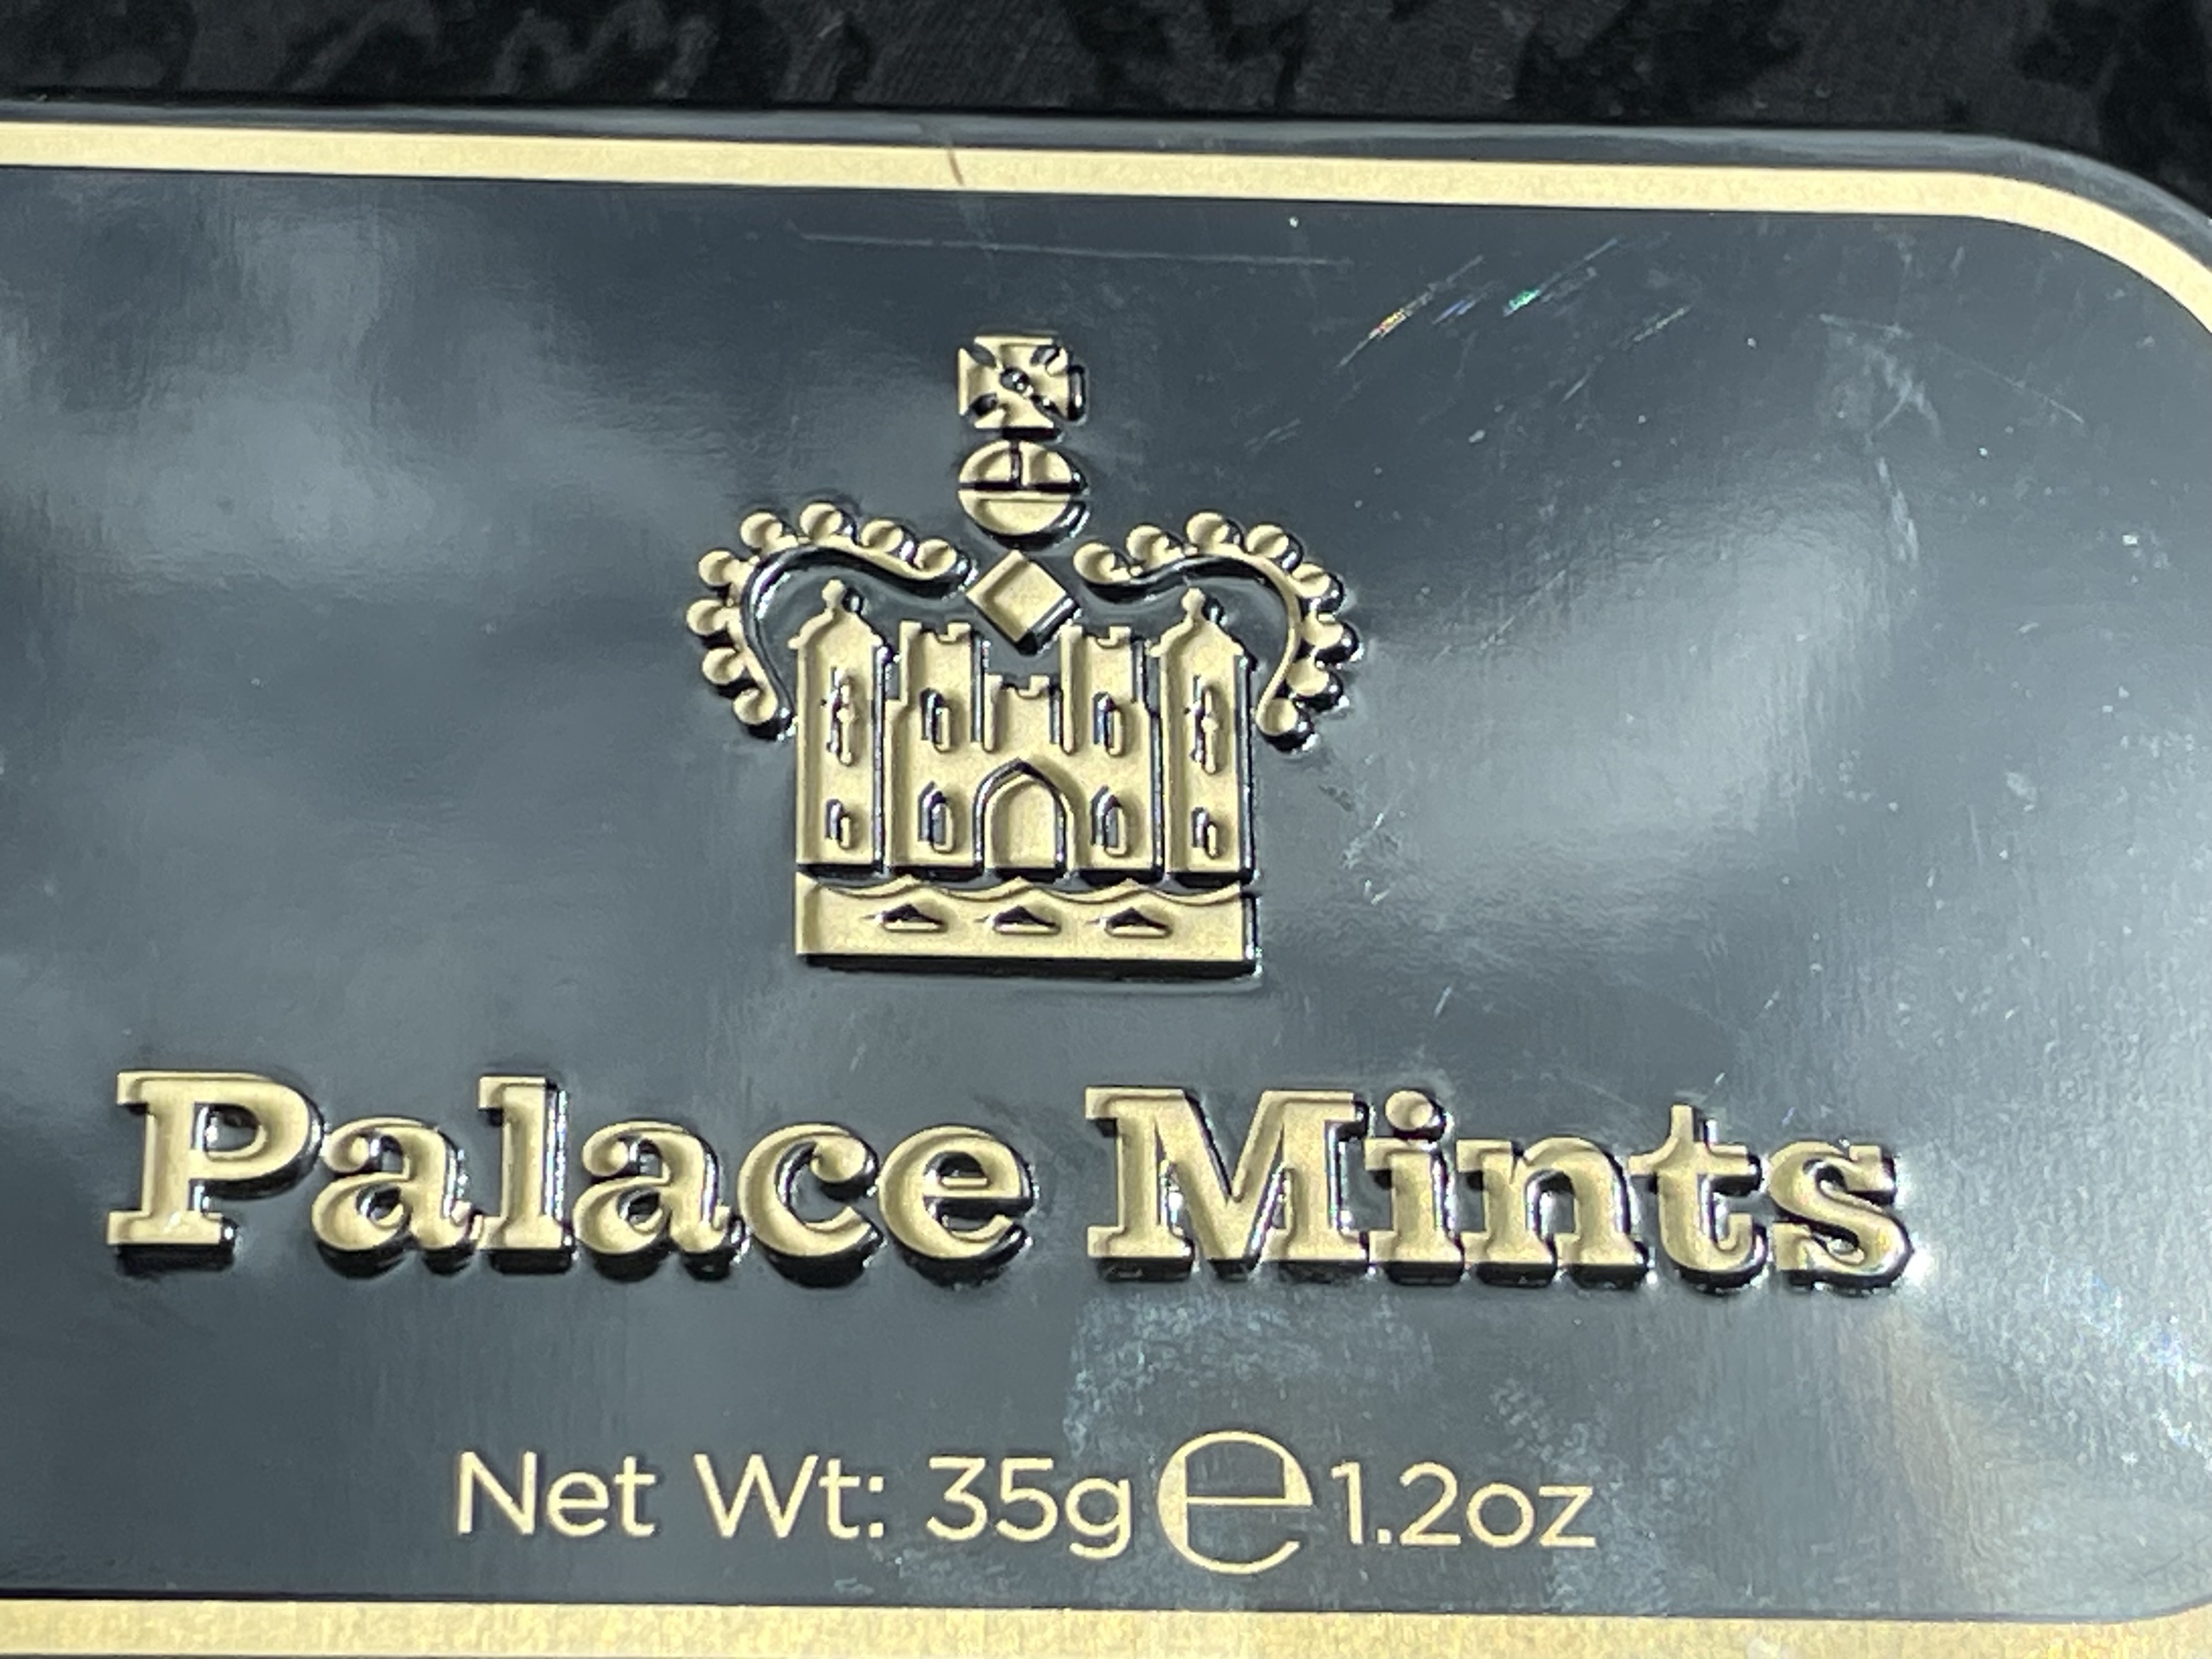 Palace Mints
Net Wt: 35g ℮ 1.2oz